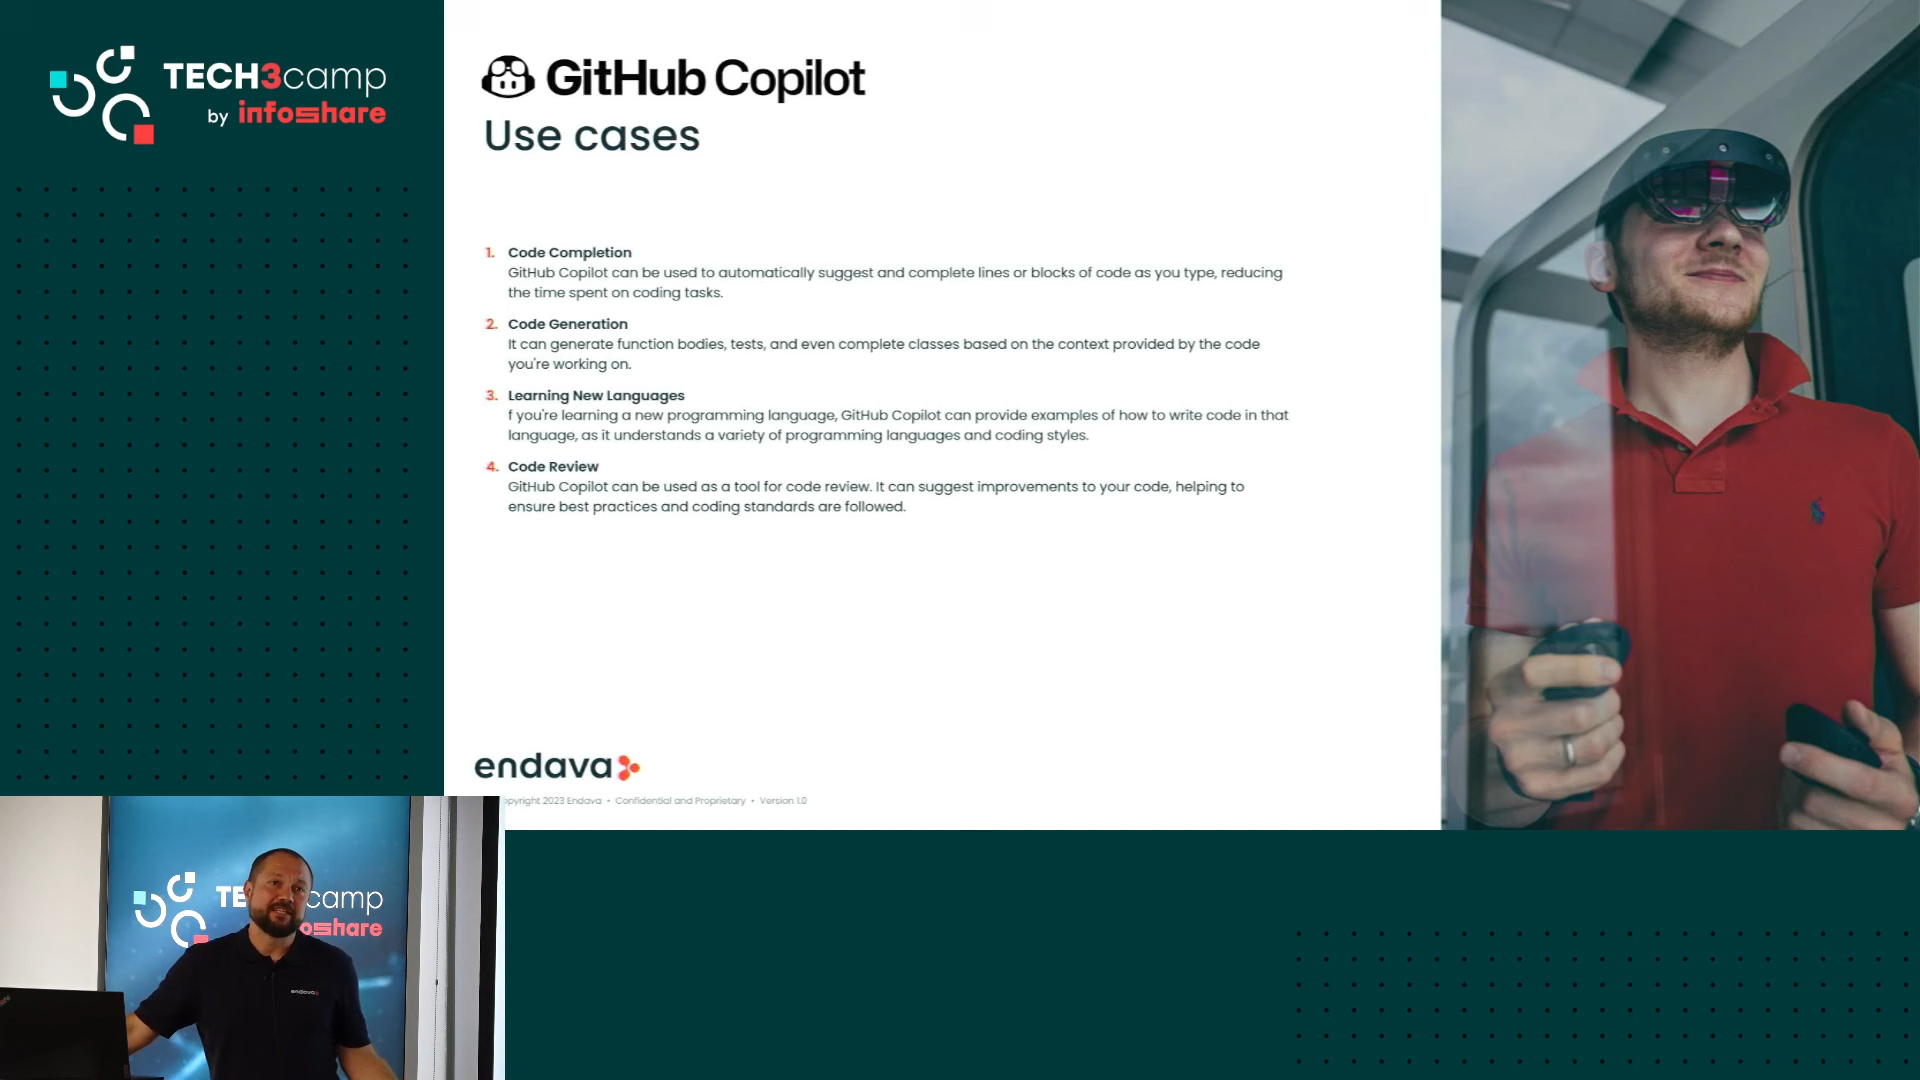 TECH3camp
by infoshare
GitHub Copilot
Use cases
1. Code Completion
GitHub Copilot can be used to automatically suggest and complete lines or blocks of code as you type, reducing
the time spent on coding tasks.
2. Code Generation
It can generate function bodies, tests, and even complete classes based on the context provided by the code
you're working on.
3. Learning New Languages
f you're learning a new programming language, GitHub Copilot can provide examples of how to write code in that
language, as it understands a variety of programming languages and coding styles.
4. Code Review
GitHub Copilot can be used as a tool for code review. It can suggest improvements to your code, helping to
ensure best practices and coding standards are followed.
endava
opyright 2023 Endava • Confidential and Proprietary • Version 1.0
TE camp
oshare
endava